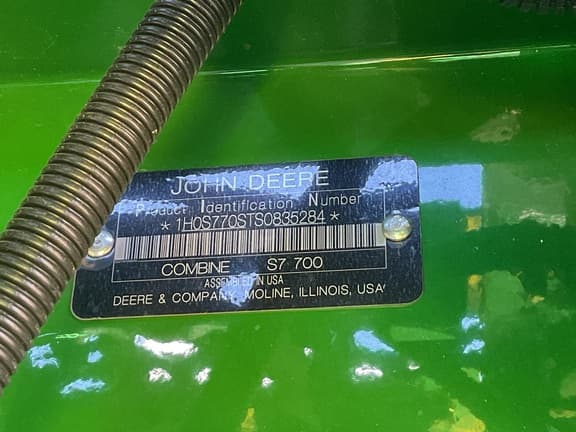 JOHN DEERE
Product Identification Number
*1H0S770STS0835284*
COMBINE S7 700
ASSEMBLED IN USA
DEERE & COMPANY, MOLINE, ILLINOIS, USA